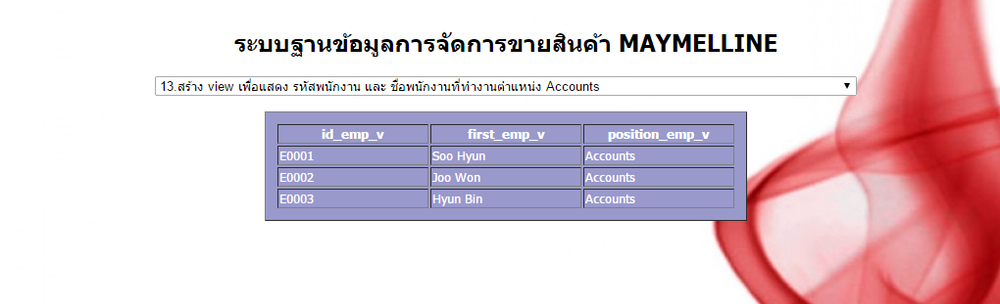 ระบบฐานข้อมูลการจัดการขายสินค้า MAYMELLINE
13.สร้าง view เพื่อแสดง รหัสพนักงาน และ ชื่อพนักงานที่ทำงานตำแหน่ง Accounts
id_emp_v first_emp_v position_emp_v
E0001 Soo Hyun Accounts
E0002 Joo Won Accounts
E0003 Hyun Bin Accounts